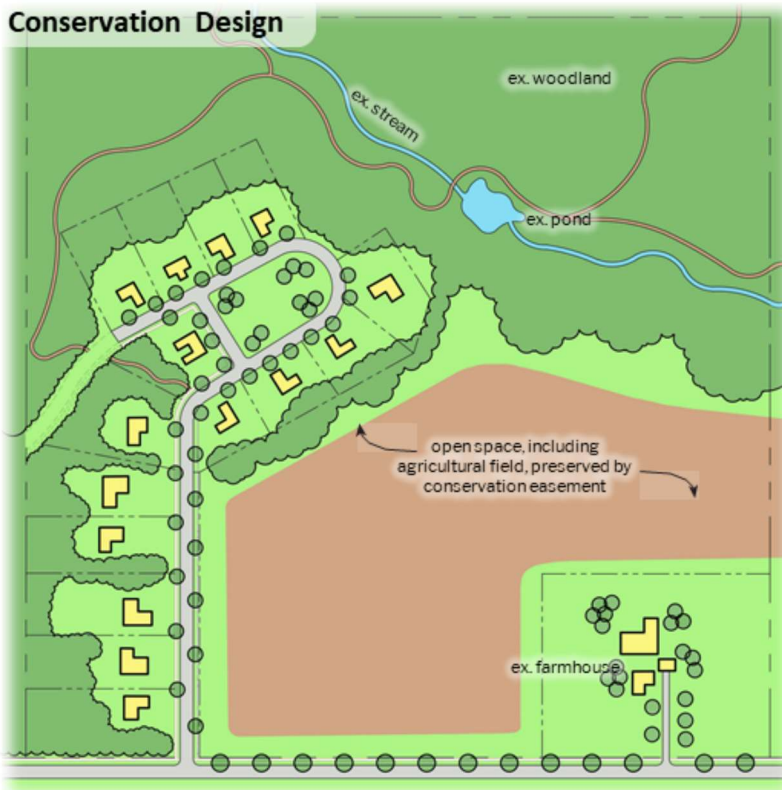 Conservation Design
ex. woodland
ex. stream
ex. pond
open space, including
agricultural field, preserved by
conservation easement
ex. farmhouse